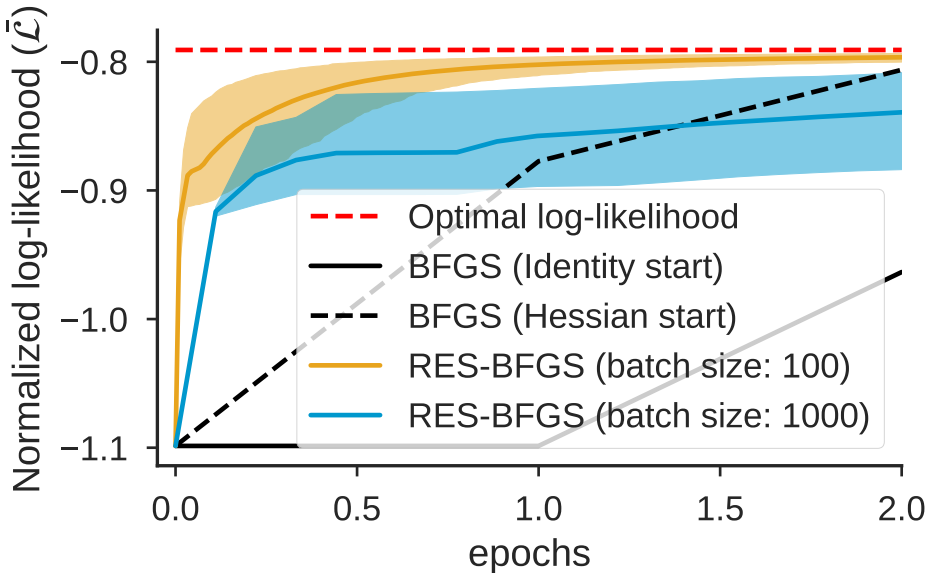 Normalized log-likelihood (ℒ̄)
−0.8
−0.9
−1.0
−1.1
Optimal log-likelihood
BFGS (Identity start)
BFGS (Hessian start)
RES-BFGS (batch size: 100)
RES-BFGS (batch size: 1000)
0.0 0.5 1.0 1.5 2.0
epochs